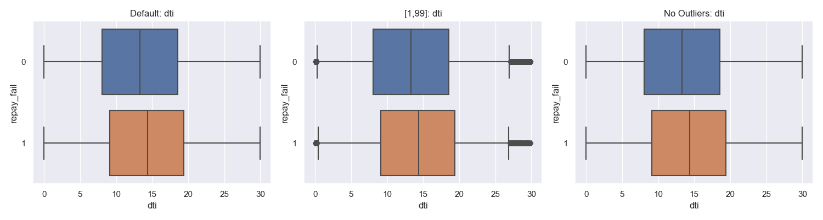 Default: dti
repay_fail
0
1
0 5 10 15 20 25 30
dti
[1,99]: dti
repay_fail
0
1
0 5 10 15 20 25 30
dti
No Outliers: dti
repay_fail
0
1
0 5 10 15 20 25 30
dti